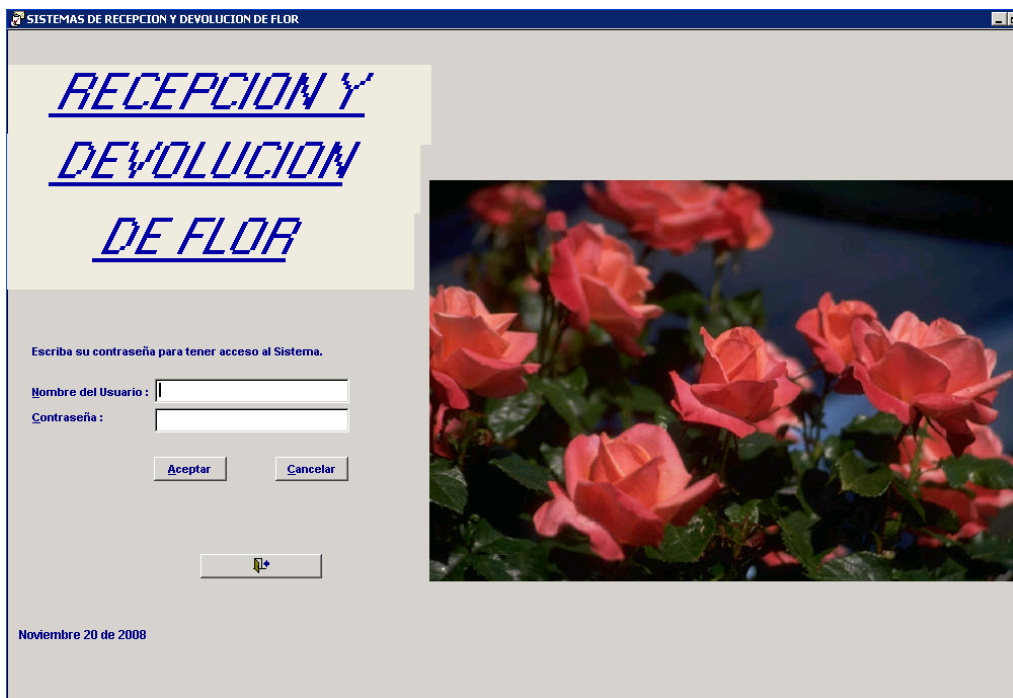 SISTEMAS DE RECEPCION Y DEVOLUCION DE FLOR
RECEPCION Y
DEVOLUCION
DE FLOR
Escriba su contraseña para tener acceso al Sistema.
Nombre del Usuario :
Contraseña :
Aceptar Cancelar
Noviembre 20 de 2008